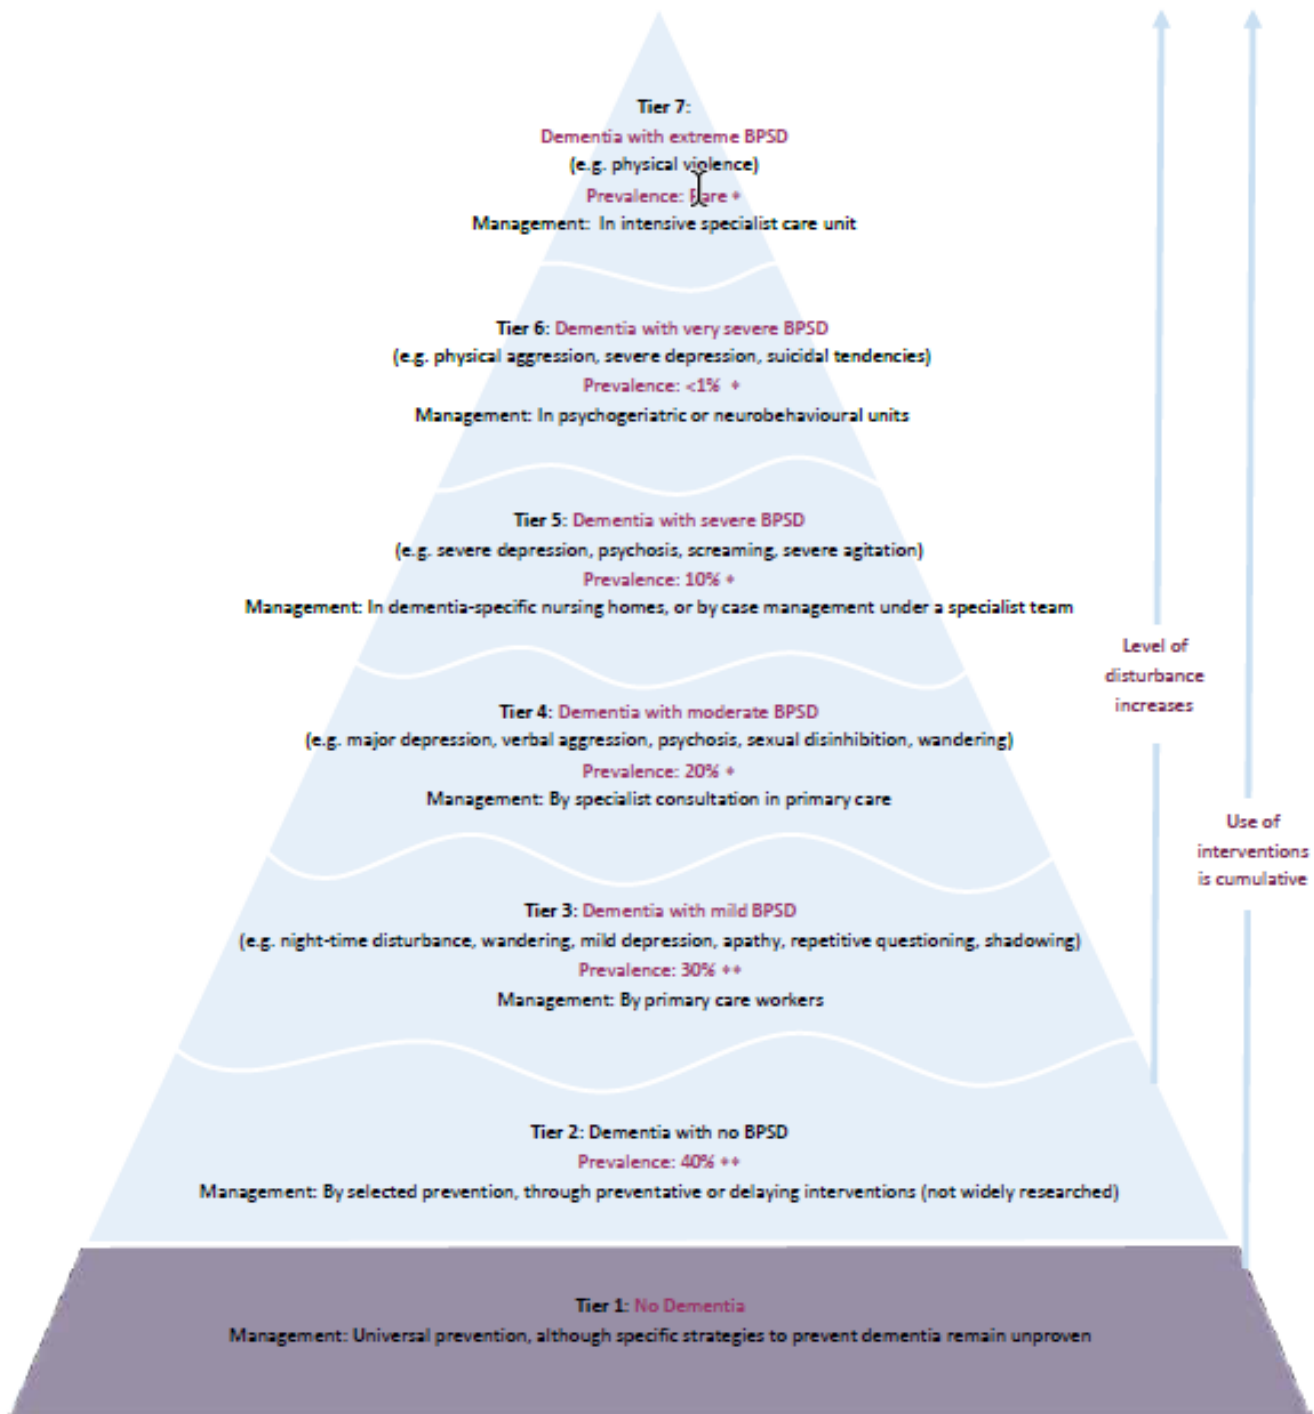 Tier 7:
Dementia with extreme BPSD
(e.g. physical violence)
Prevalence: Rare +
Management: In intensive specialist care unit
Tier 6: Dementia with very severe BPSD
(e.g. physical aggression, severe depression, suicidal tendencies)
Prevalence: <1% +
Management: In psychogeriatric or neurobehavioural units
Tier 5: Dementia with severe BPSD
(e.g. severe depression, psychosis, screaming, severe agitation)
Prevalence: 10% +
Management: In dementia-specific nursing homes, or by case management under a specialist team
Level of
disturbance
increases
Tier 4: Dementia with moderate BPSD
(e.g. major depression, verbal aggression, psychosis, sexual disinhibition, wandering)
Prevalence: 20% +
Management: By specialist consultation in primary care
Use of
interventions
is cumulative
Tier 3: Dementia with mild BPSD
(e.g. night-time disturbance, wandering, mild depression, apathy, repetitive questioning, shadowing)
Prevalence: 30% ++
Management: By primary care workers
Tier 2: Dementia with no BPSD
Prevalence: 40% ++
Management: By selected prevention, through preventative or delaying interventions (not widely researched)
Tier 1: No Dementia
Management: Universal prevention, although specific strategies to prevent dementia remain unproven